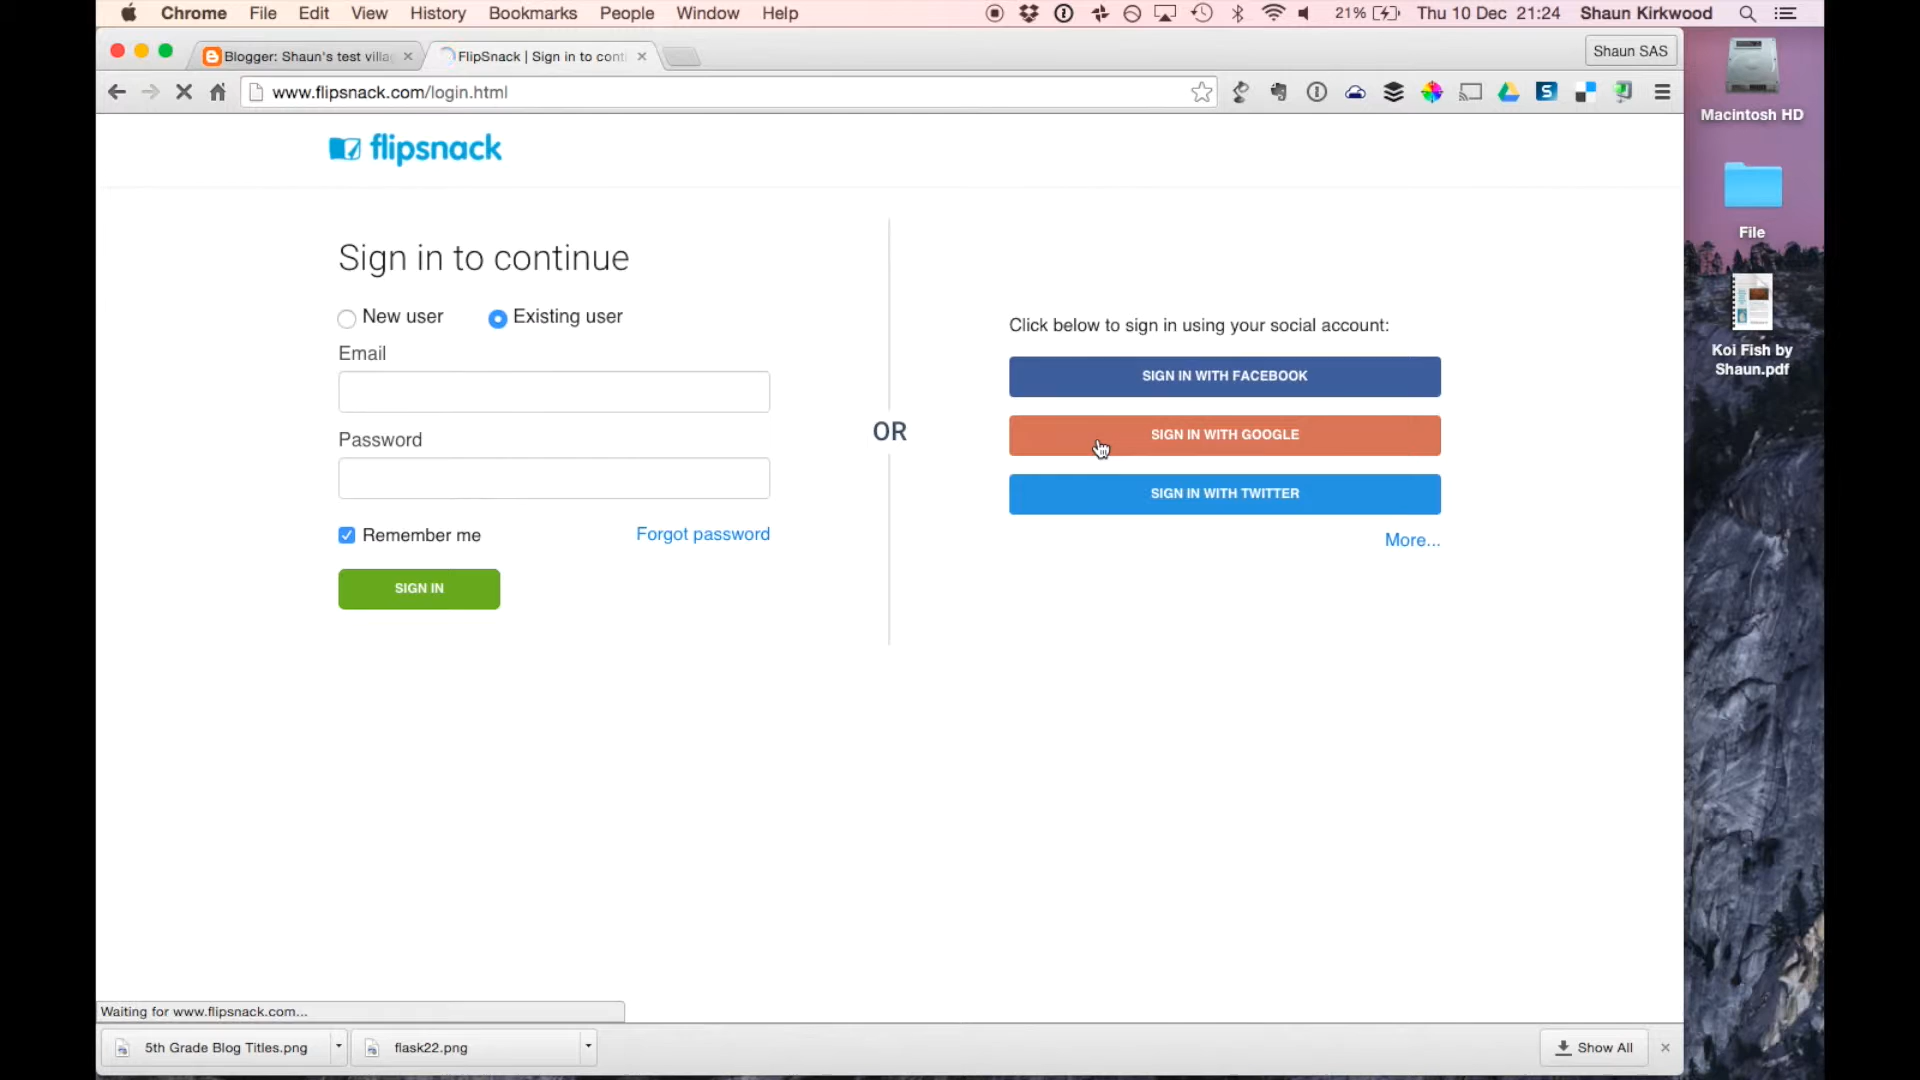 Chrome File Edit View History Bookmarks People Window Help
21% Thu 10 Dec 21:24 Shaun Kirkwood
Blogger: Shaun's test villa
FlipSnack | Sign in to conti
Shaun SAS
www.flipsnack.com/login.html
Macintosh HD
File
Koi Fish by
Shaun.pdf
flipsnack
Sign in to continue
New user
Existing user
Email
Password
Remember me
Forgot password
SIGN IN
OR
Click below to sign in using your social account:
SIGN IN WITH FACEBOOK
SIGN IN WITH GOOGLE
SIGN IN WITH TWITTER
More...
Waiting for www.flipsnack.com...
5th Grade Blog Titles.png
flask22.png
Show All